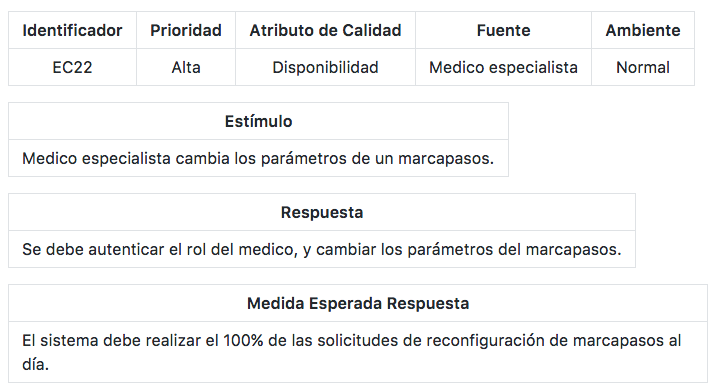 Identificador Prioridad Atributo de Calidad Fuente Ambiente
EC22 Alta Disponibilidad Medico especialista Normal
Estímulo
Medico especialista cambia los parámetros de un marcapasos.
Respuesta
Se debe autenticar el rol del medico, y cambiar los parámetros del marcapasos.
Medida Esperada Respuesta
El sistema debe realizar el 100% de las solicitudes de reconfiguración de marcapasos al
día.